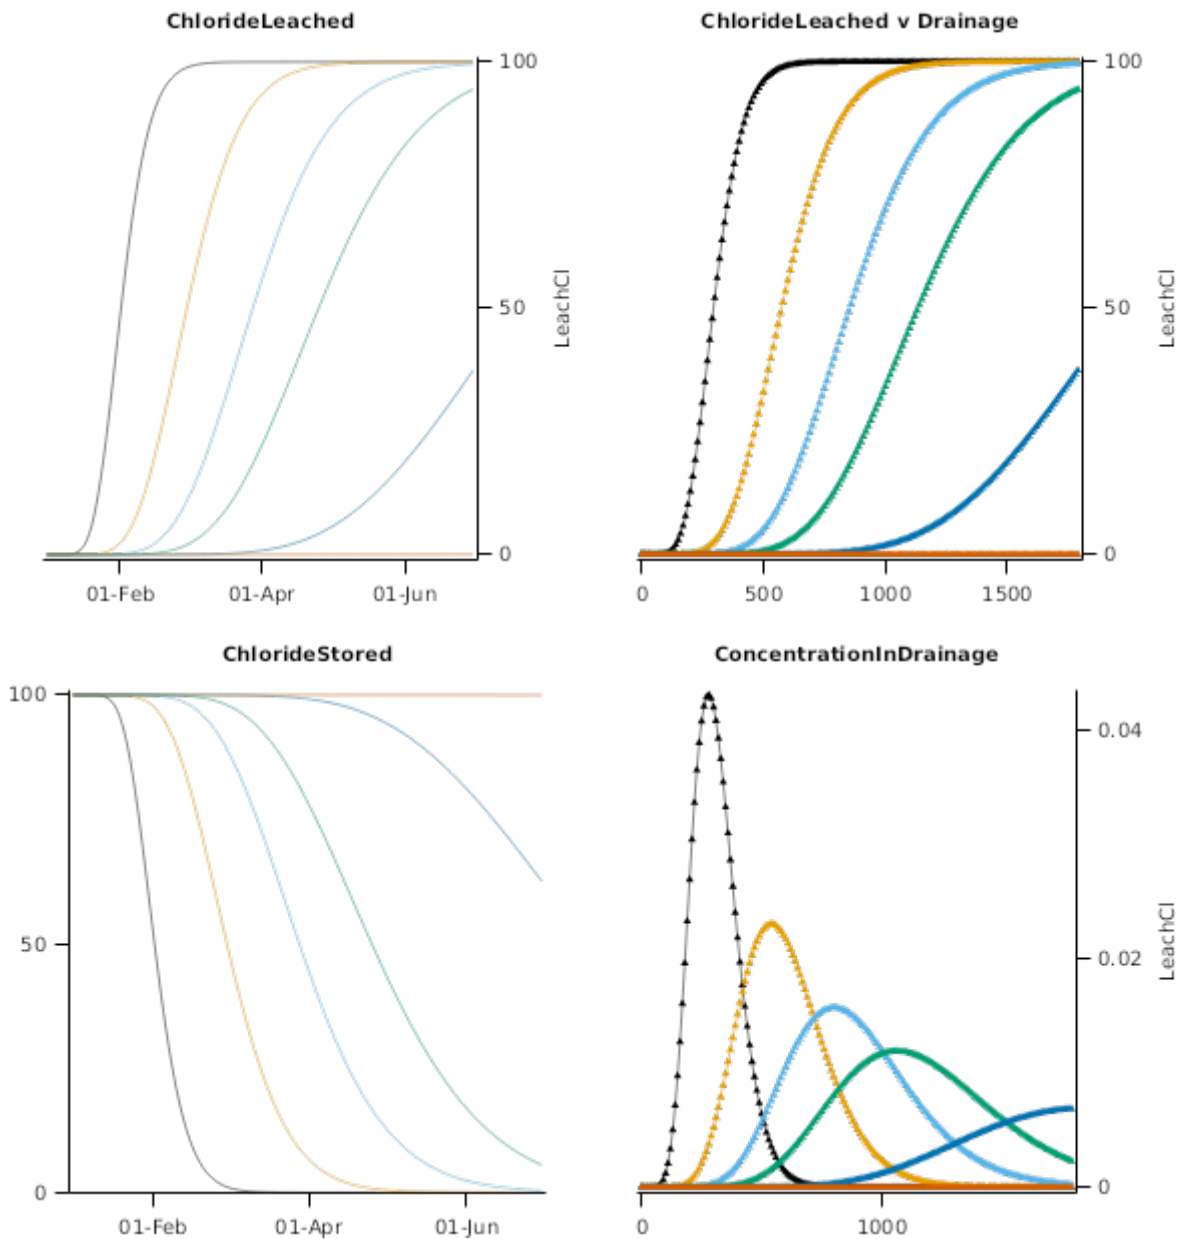 ChlorideLeached
100
50
0
LeachCl
01-Feb 01-Apr 01-Jun
ChlorideLeached v Drainage
100
50
0
LeachCl
0 500 1000 1500
ChlorideStored
100
50
0
01-Feb 01-Apr 01-Jun
ConcentrationInDrainage
0.04
0.02
0
LeachCl
0 1000